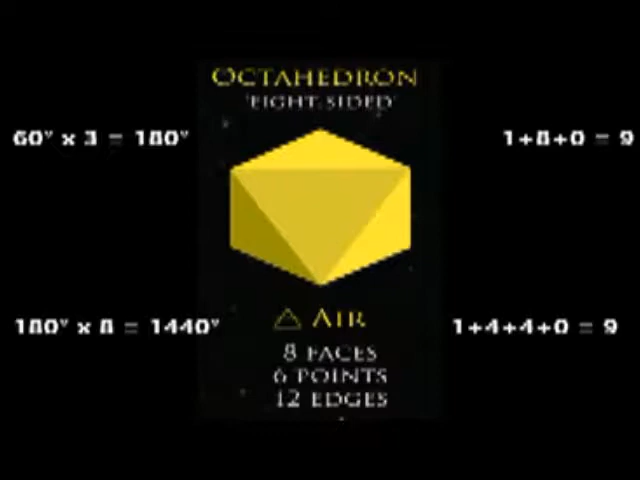 OCTAHEDRON
'EIGHT SIDED'
60° x 3 = 180°
1+8+0 = 9
180° x 8 = 1440°
1+4+4+0 = 9
AIR
8 FACES
6 POINTS
12 EDGES